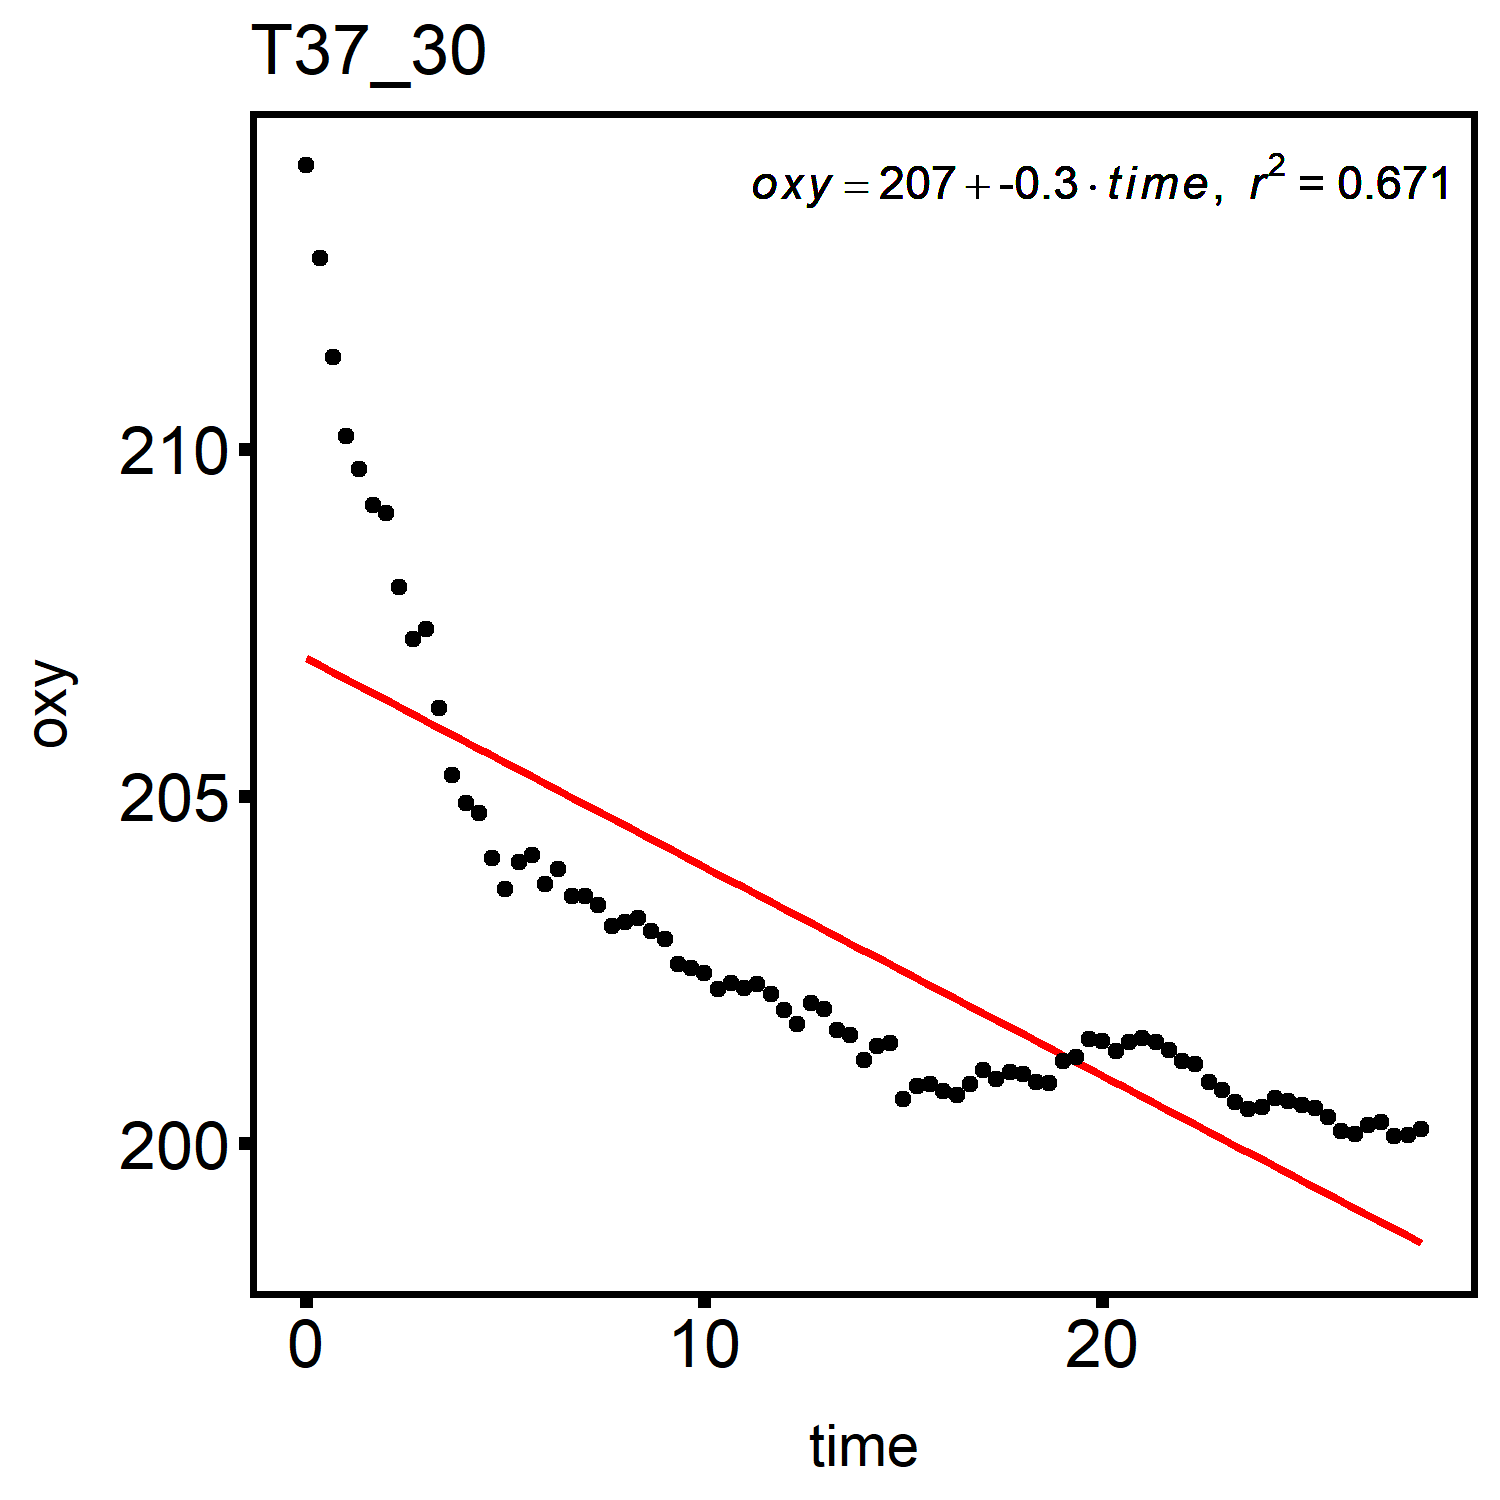 T37_30
oxy = 207 + -0.3 · time, r² = 0.671
210
205
200
oxy
0 10 20
time